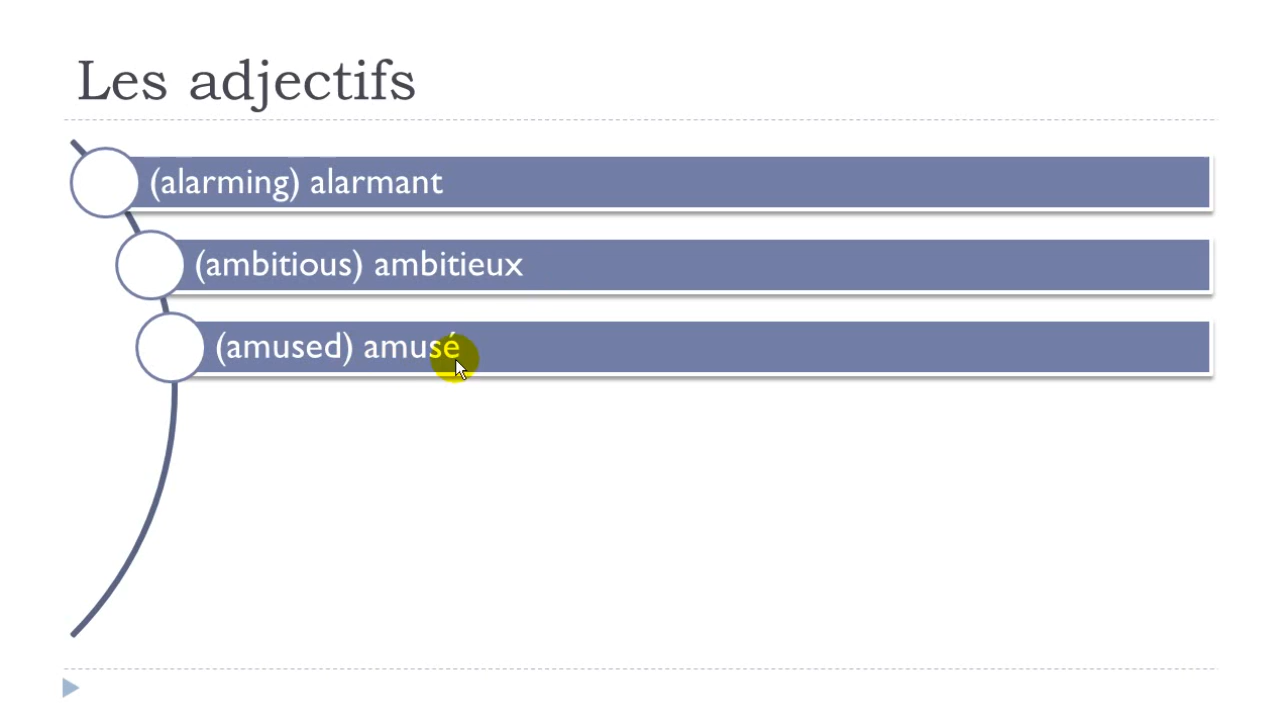 Les adjectifs
(alarming) alarmant
(ambitious) ambitieux
(amused) amusé